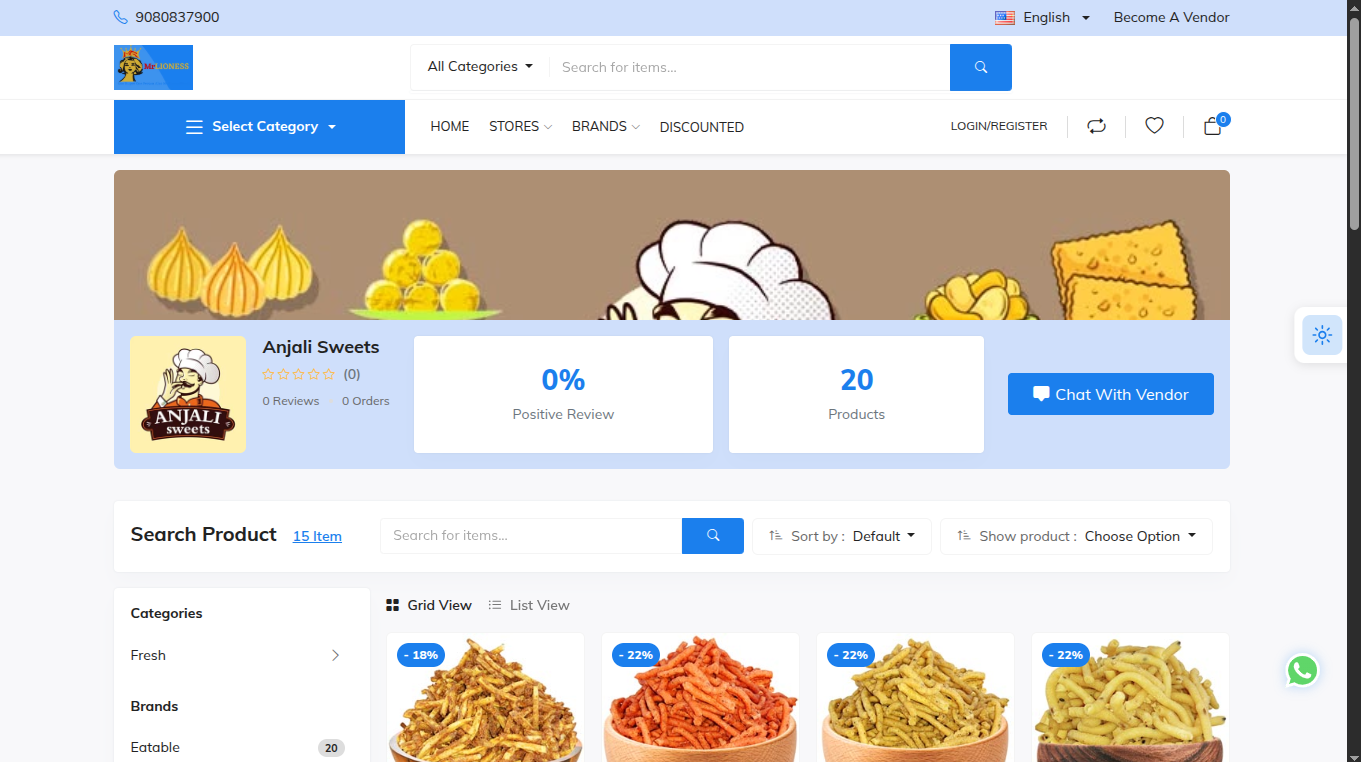 9080837900
English
Become A Vendor
MrLIONESS
All Categories
Search for items...
Select Category
HOME
STORES
BRANDS
DISCOUNTED
LOGIN/REGISTER
0
ANJALI
sweets
Anjali Sweets
(0)
0 Reviews
0 Orders
0%
Positive Review
20
Products
Chat With Vendor
Search Product
15 Item
Search for items...
Sort by : Default
Show product : Choose Option
Categories
Fresh
Brands
Eatable
20
Grid View
List View
- 18%
- 22%
- 22%
- 22%